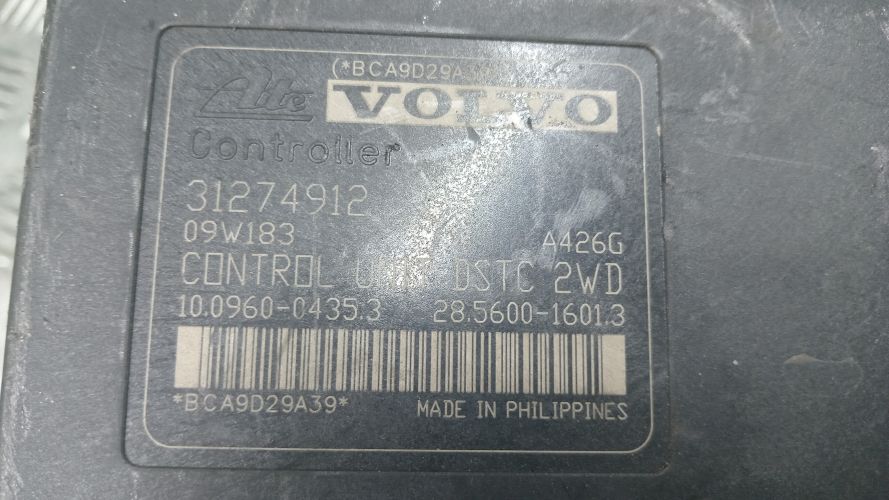 (*BCA9D29A39
Ate VOLVO
Controller
31274912
09W183 A426G
CONTROL UNIT DSTC 2WD
10.0960-0435.3 28.5600-1601.3
*BCA9D29A39* MADE IN PHILIPPINES